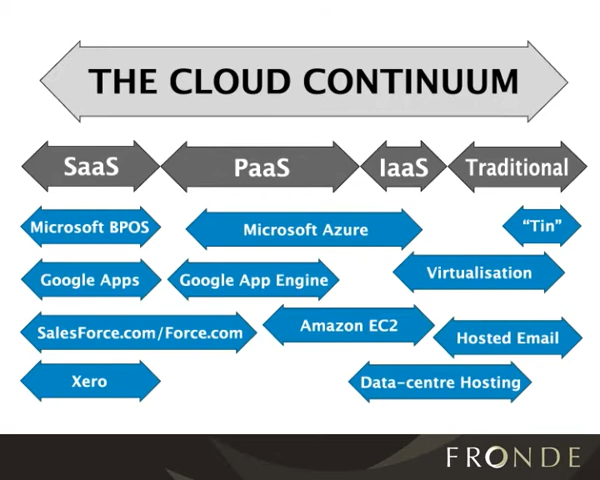 THE CLOUD CONTINUUM
SaaS
PaaS
IaaS
Traditional
Microsoft BPOS
Microsoft Azure
“Tin”
Google Apps
Google App Engine
Virtualisation
SalesForce.com/Force.com
Amazon EC2
Hosted Email
Xero
Data-centre Hosting
FRONDE